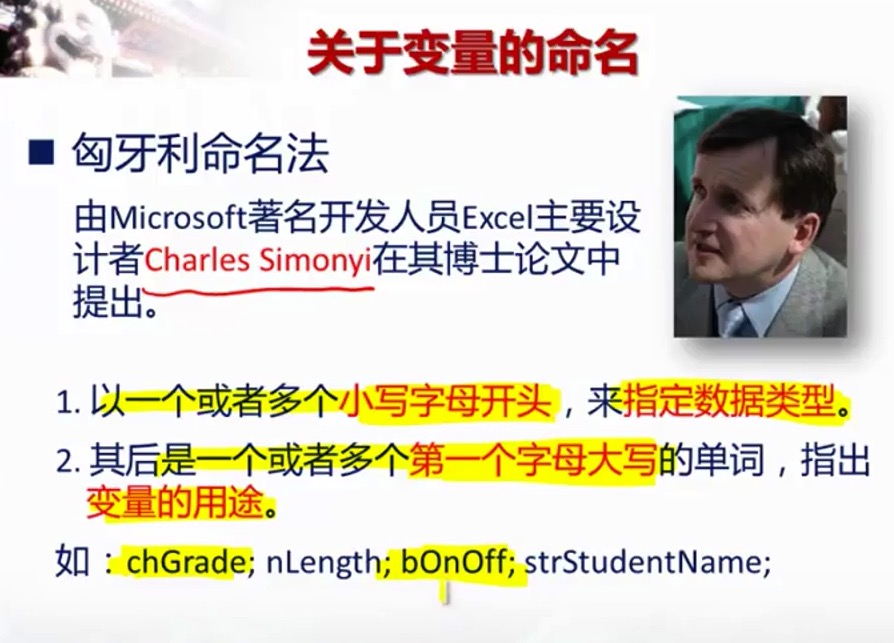 关于变量的命名
■ 匈牙利命名法
由Microsoft著名开发人员Excel主要设
计者Charles Simonyi在其博士论文中
提出。
1. 以一个或者多个小写字母开头，来指定数据类型。
2. 其后是一个或者多个第一个字母大写的单词，指出
变量的用途。
如：chGrade; nLength; bOnOff; strStudentName;